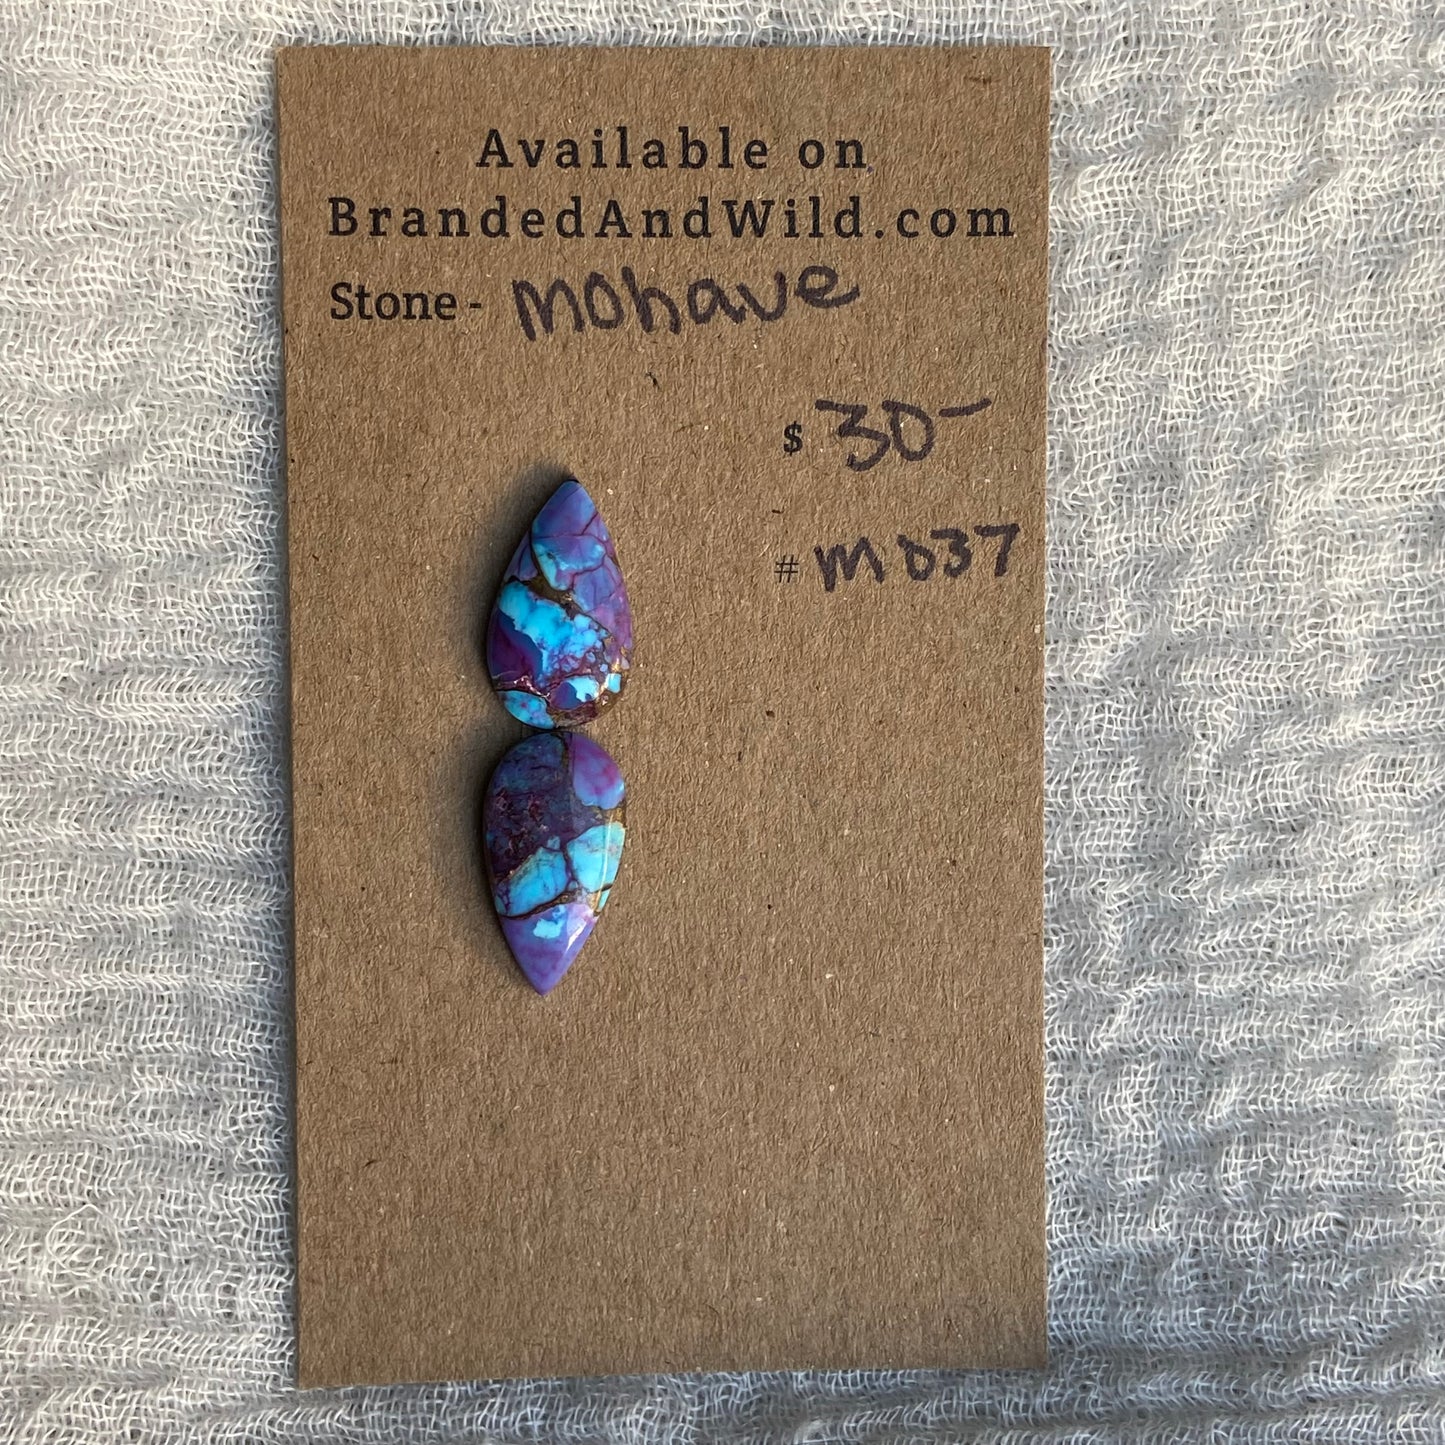 Available on
BrandedAndWild.com
Stone - Mohave
$ 30-
# M037